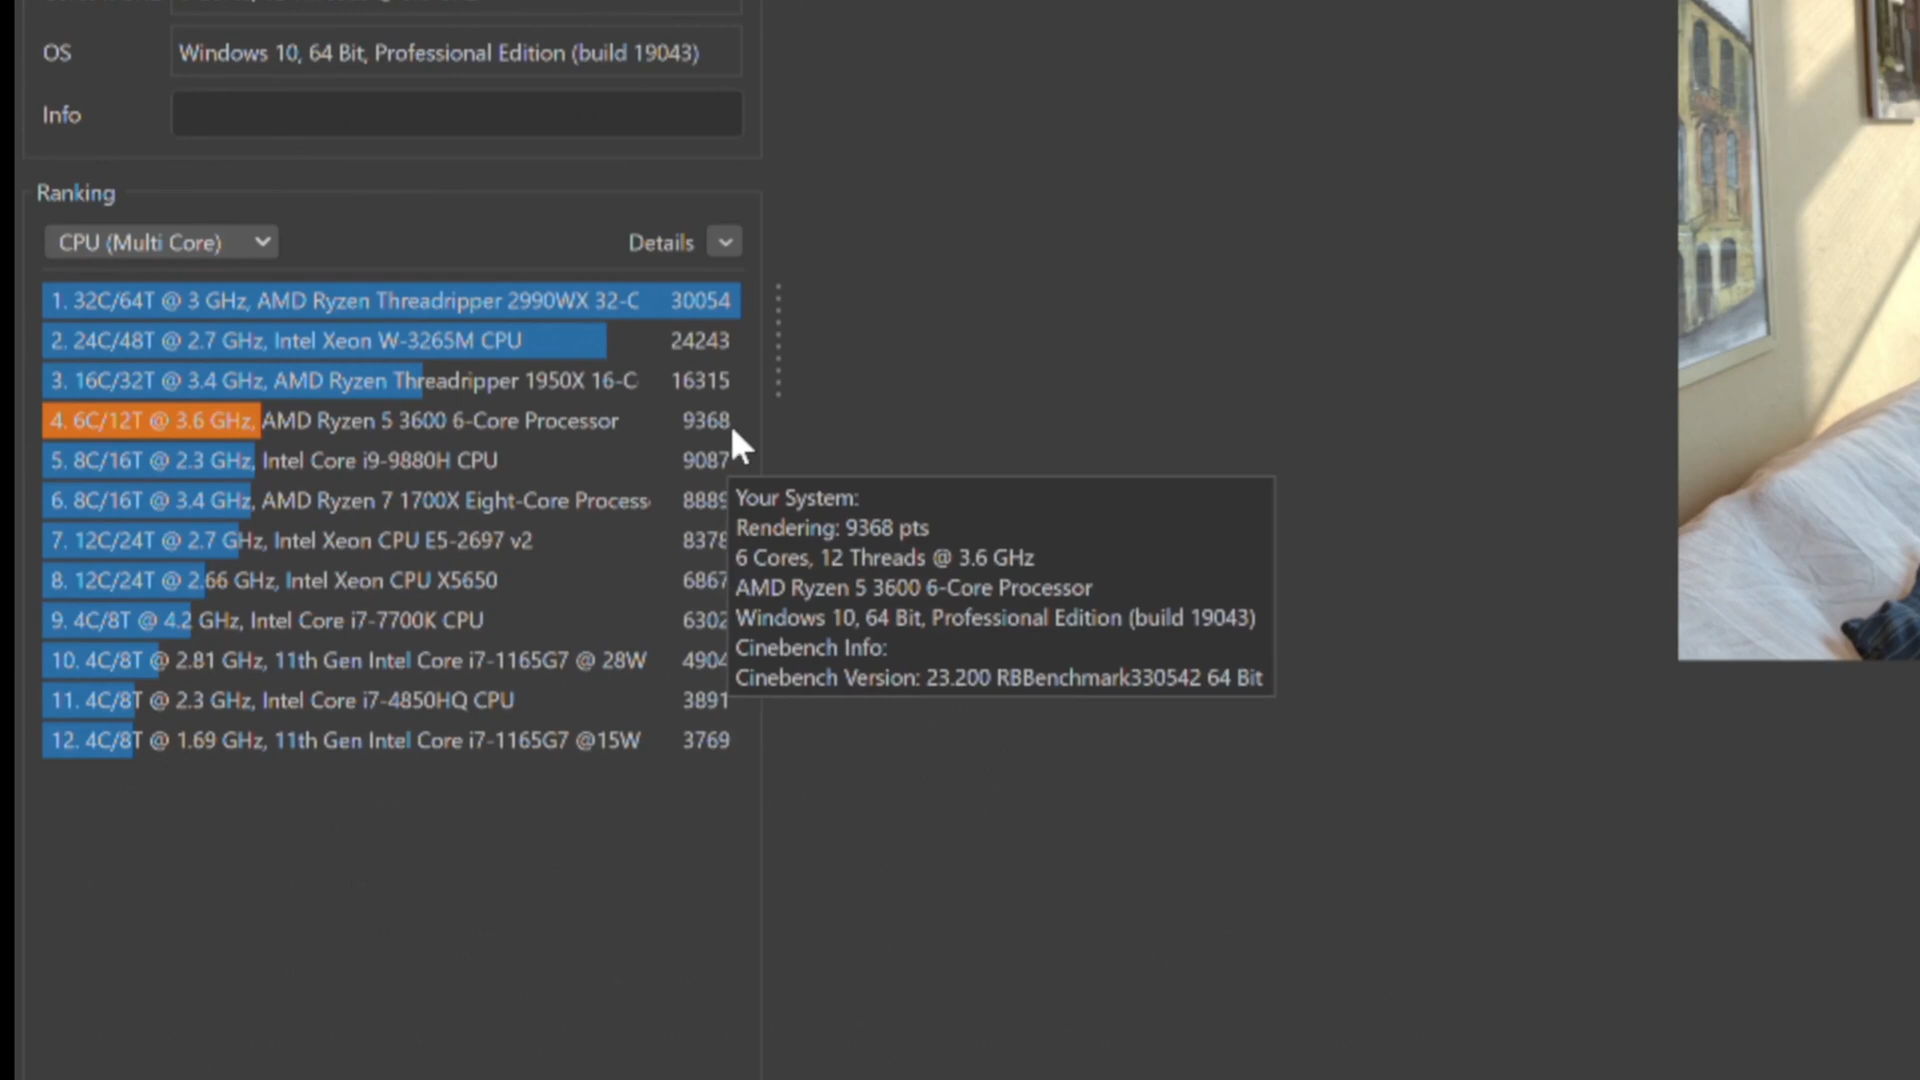 OS
Windows 10, 64 Bit, Professional Edition (build 19043)
Info
Ranking
CPU (Multi Core)
Details
1. 32C/64T @ 3 GHz, AMD Ryzen Threadripper 2990WX 32-C 30054
2. 24C/48T @ 2.7 GHz, Intel Xeon W-3265M CPU 24243
3. 16C/32T @ 3.4 GHz, AMD Ryzen Threadripper 1950X 16-C 16315
4. 6C/12T @ 3.6 GHz, AMD Ryzen 5 3600 6-Core Processor 9368
5. 8C/16T @ 2.3 GHz, Intel Core i9-9880H CPU 9087
6. 8C/16T @ 3.4 GHz, AMD Ryzen 7 1700X Eight-Core Process 8889
7. 12C/24T @ 2.7 GHz, Intel Xeon CPU E5-2697 v2 8378
8. 12C/24T @ 2.66 GHz, Intel Xeon CPU X5650 6867
9. 4C/8T @ 4.2 GHz, Intel Core i7-7700K CPU 6302
10. 4C/8T @ 2.81 GHz, 11th Gen Intel Core i7-1165G7 @ 28W 4904
11. 4C/8T @ 2.3 GHz, Intel Core i7-4850HQ CPU 3891
12. 4C/8T @ 1.69 GHz, 11th Gen Intel Core i7-1165G7 @15W 3769
Your System:
Rendering: 9368 pts
6 Cores, 12 Threads @ 3.6 GHz
AMD Ryzen 5 3600 6-Core Processor
Windows 10, 64 Bit, Professional Edition (build 19043)
Cinebench Info:
Cinebench Version: 23.200 RBBenchmark330542 64 Bit